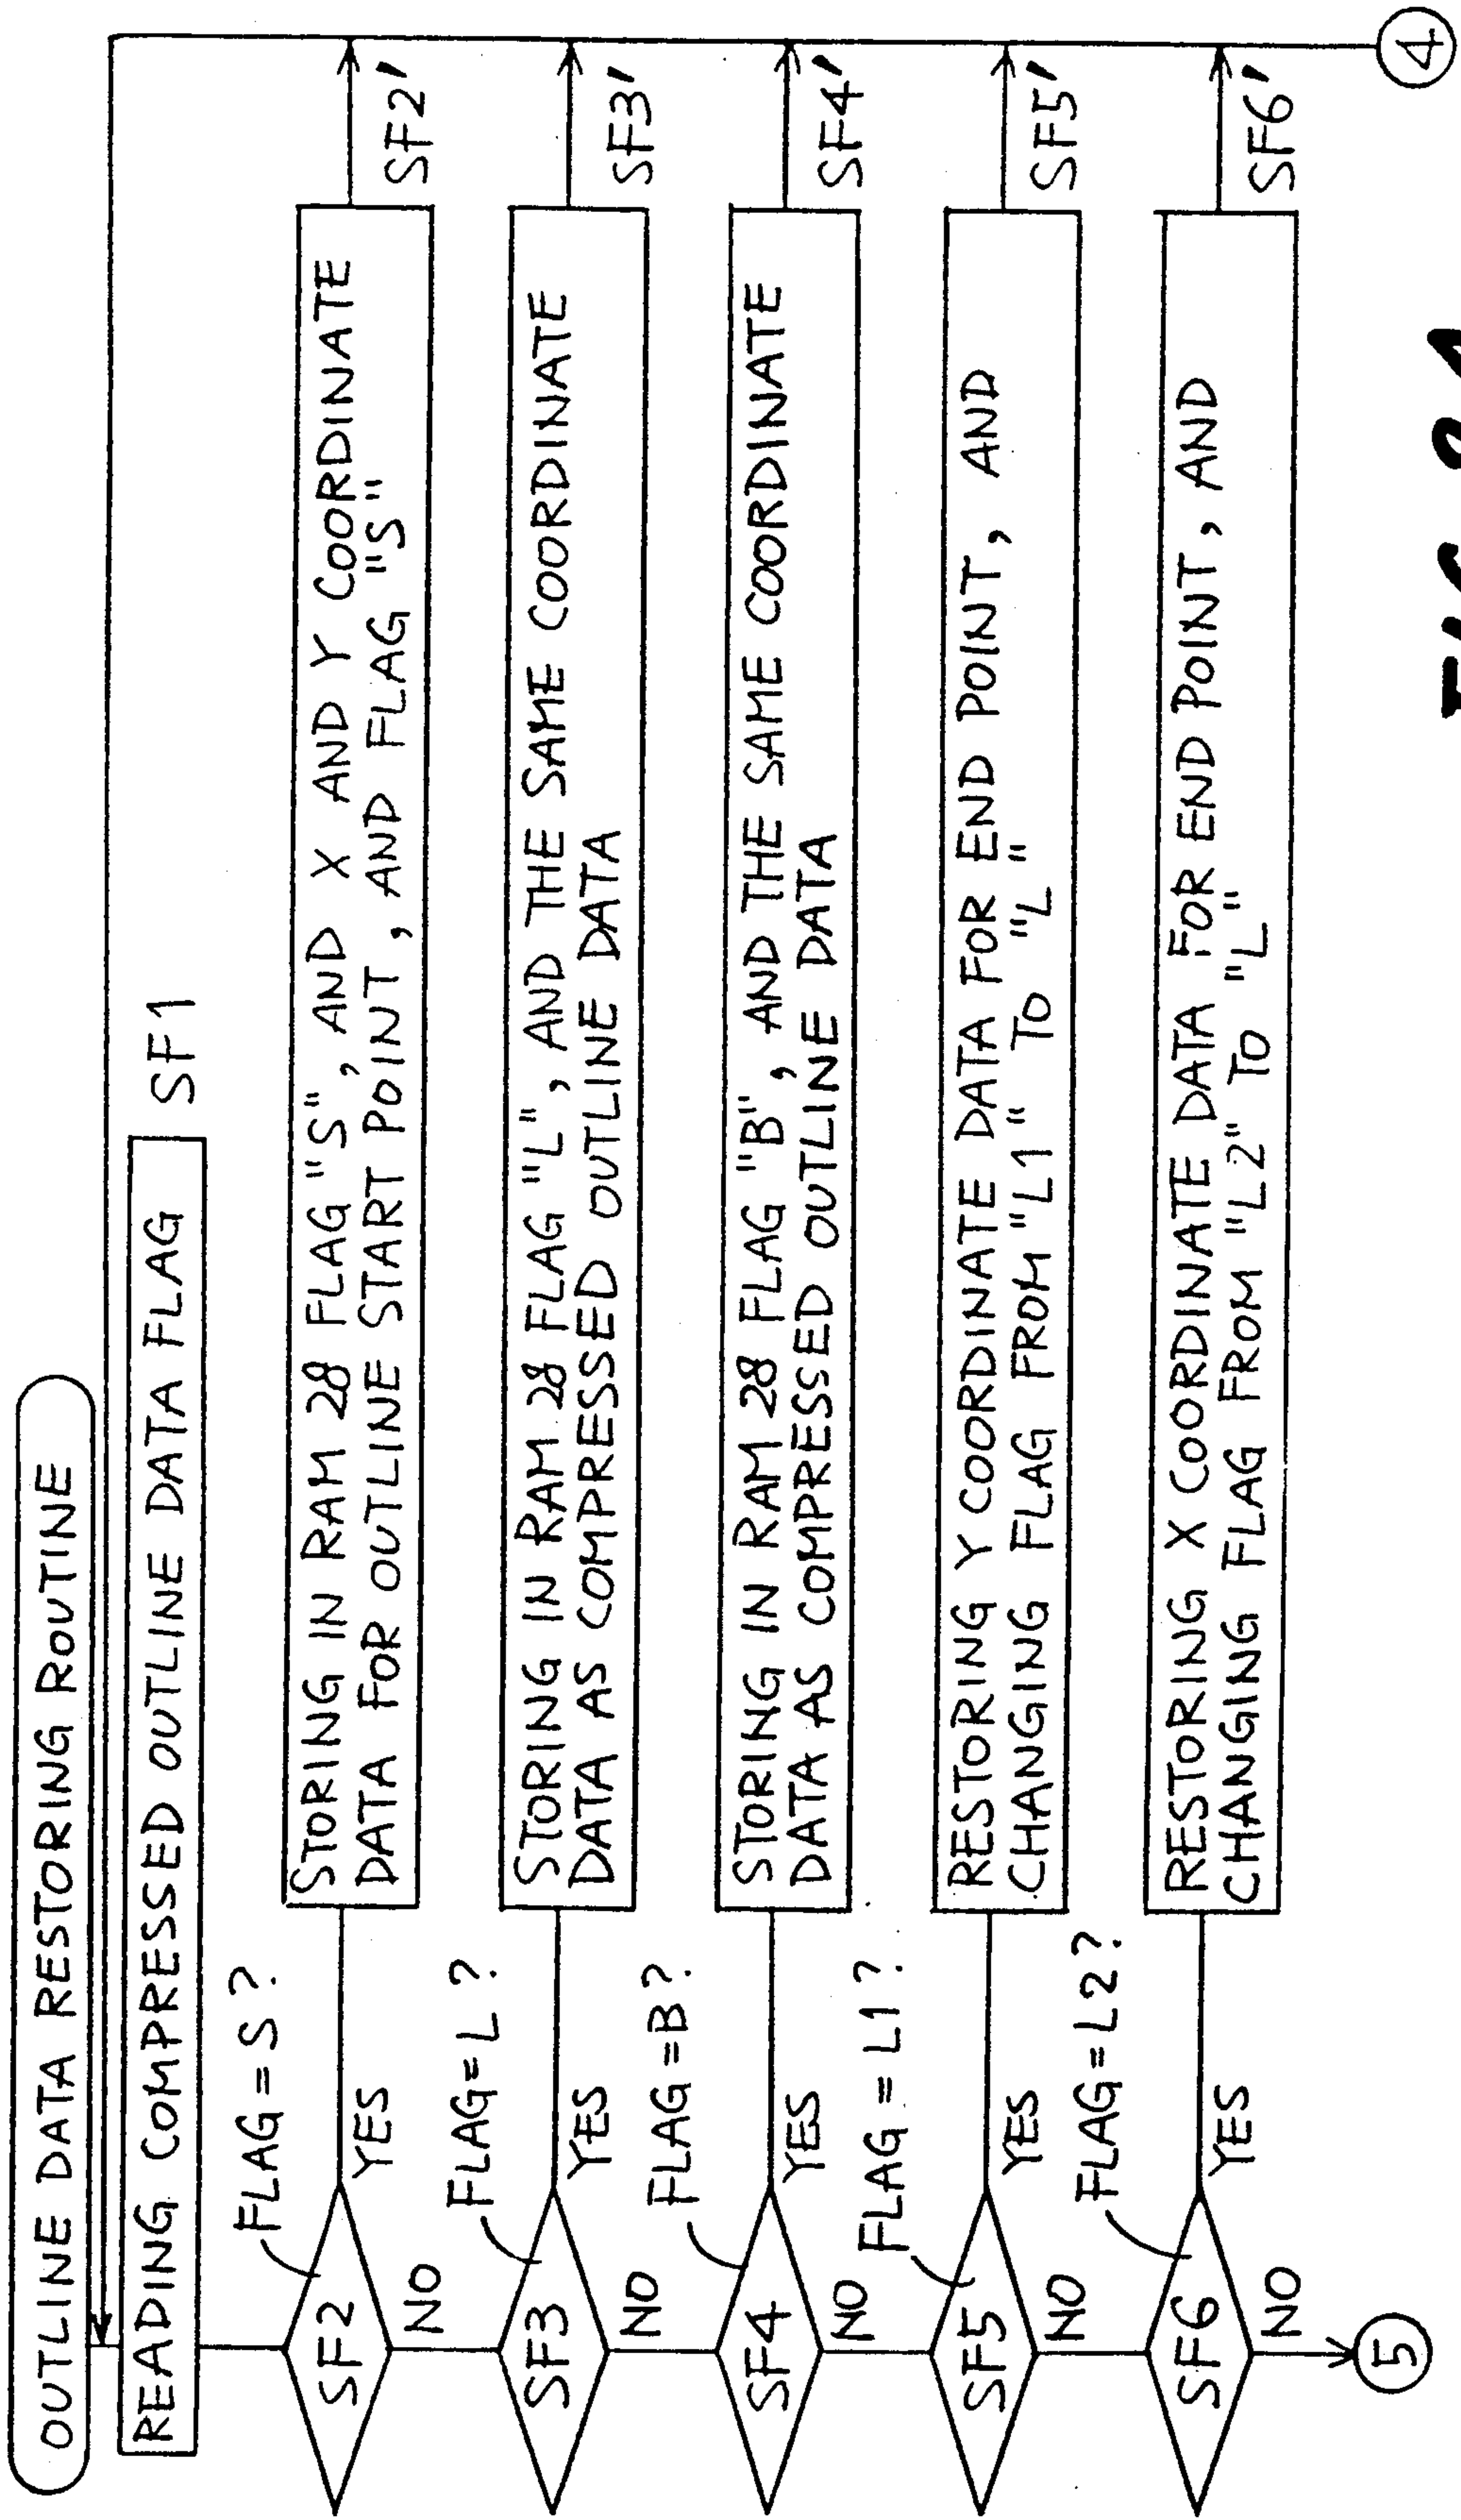 OUTLINE DATA RESTORING ROUTINE
READING COMPRESSED OUTLINE DATA FLAG
SF1
FLAG = S ?
SF2
YES
STORING IN RAM 28 FLAG "S", AND X AND Y COORDINATE
DATA FOR OUTLINE START POINT, AND FLAG "S"
SF2'
NO
FLAG = L ?
SF3
YES
STORING IN RAM 28 FLAG "L", AND THE SAME COORDINATE
DATA AS COMPRESSED OUTLINE DATA
SF3'
NO
FLAG = B ?
SF4
YES
STORING IN RAM 28 FLAG "B", AND THE SAME COORDINATE
DATA AS COMPRESSED OUTLINE DATA
SF4'
NO
FLAG = L1 ?
SF5
YES
RESTORING Y COORDINATE DATA FOR END POINT, AND
CHANGING FLAG FROM "L1" TO "L"
SF5'
NO
FLAG = L2 ?
SF6
YES
RESTORING X COORDINATE DATA FOR END POINT, AND
CHANGING FLAG FROM "L2" TO "L"
SF6'
NO
5
4